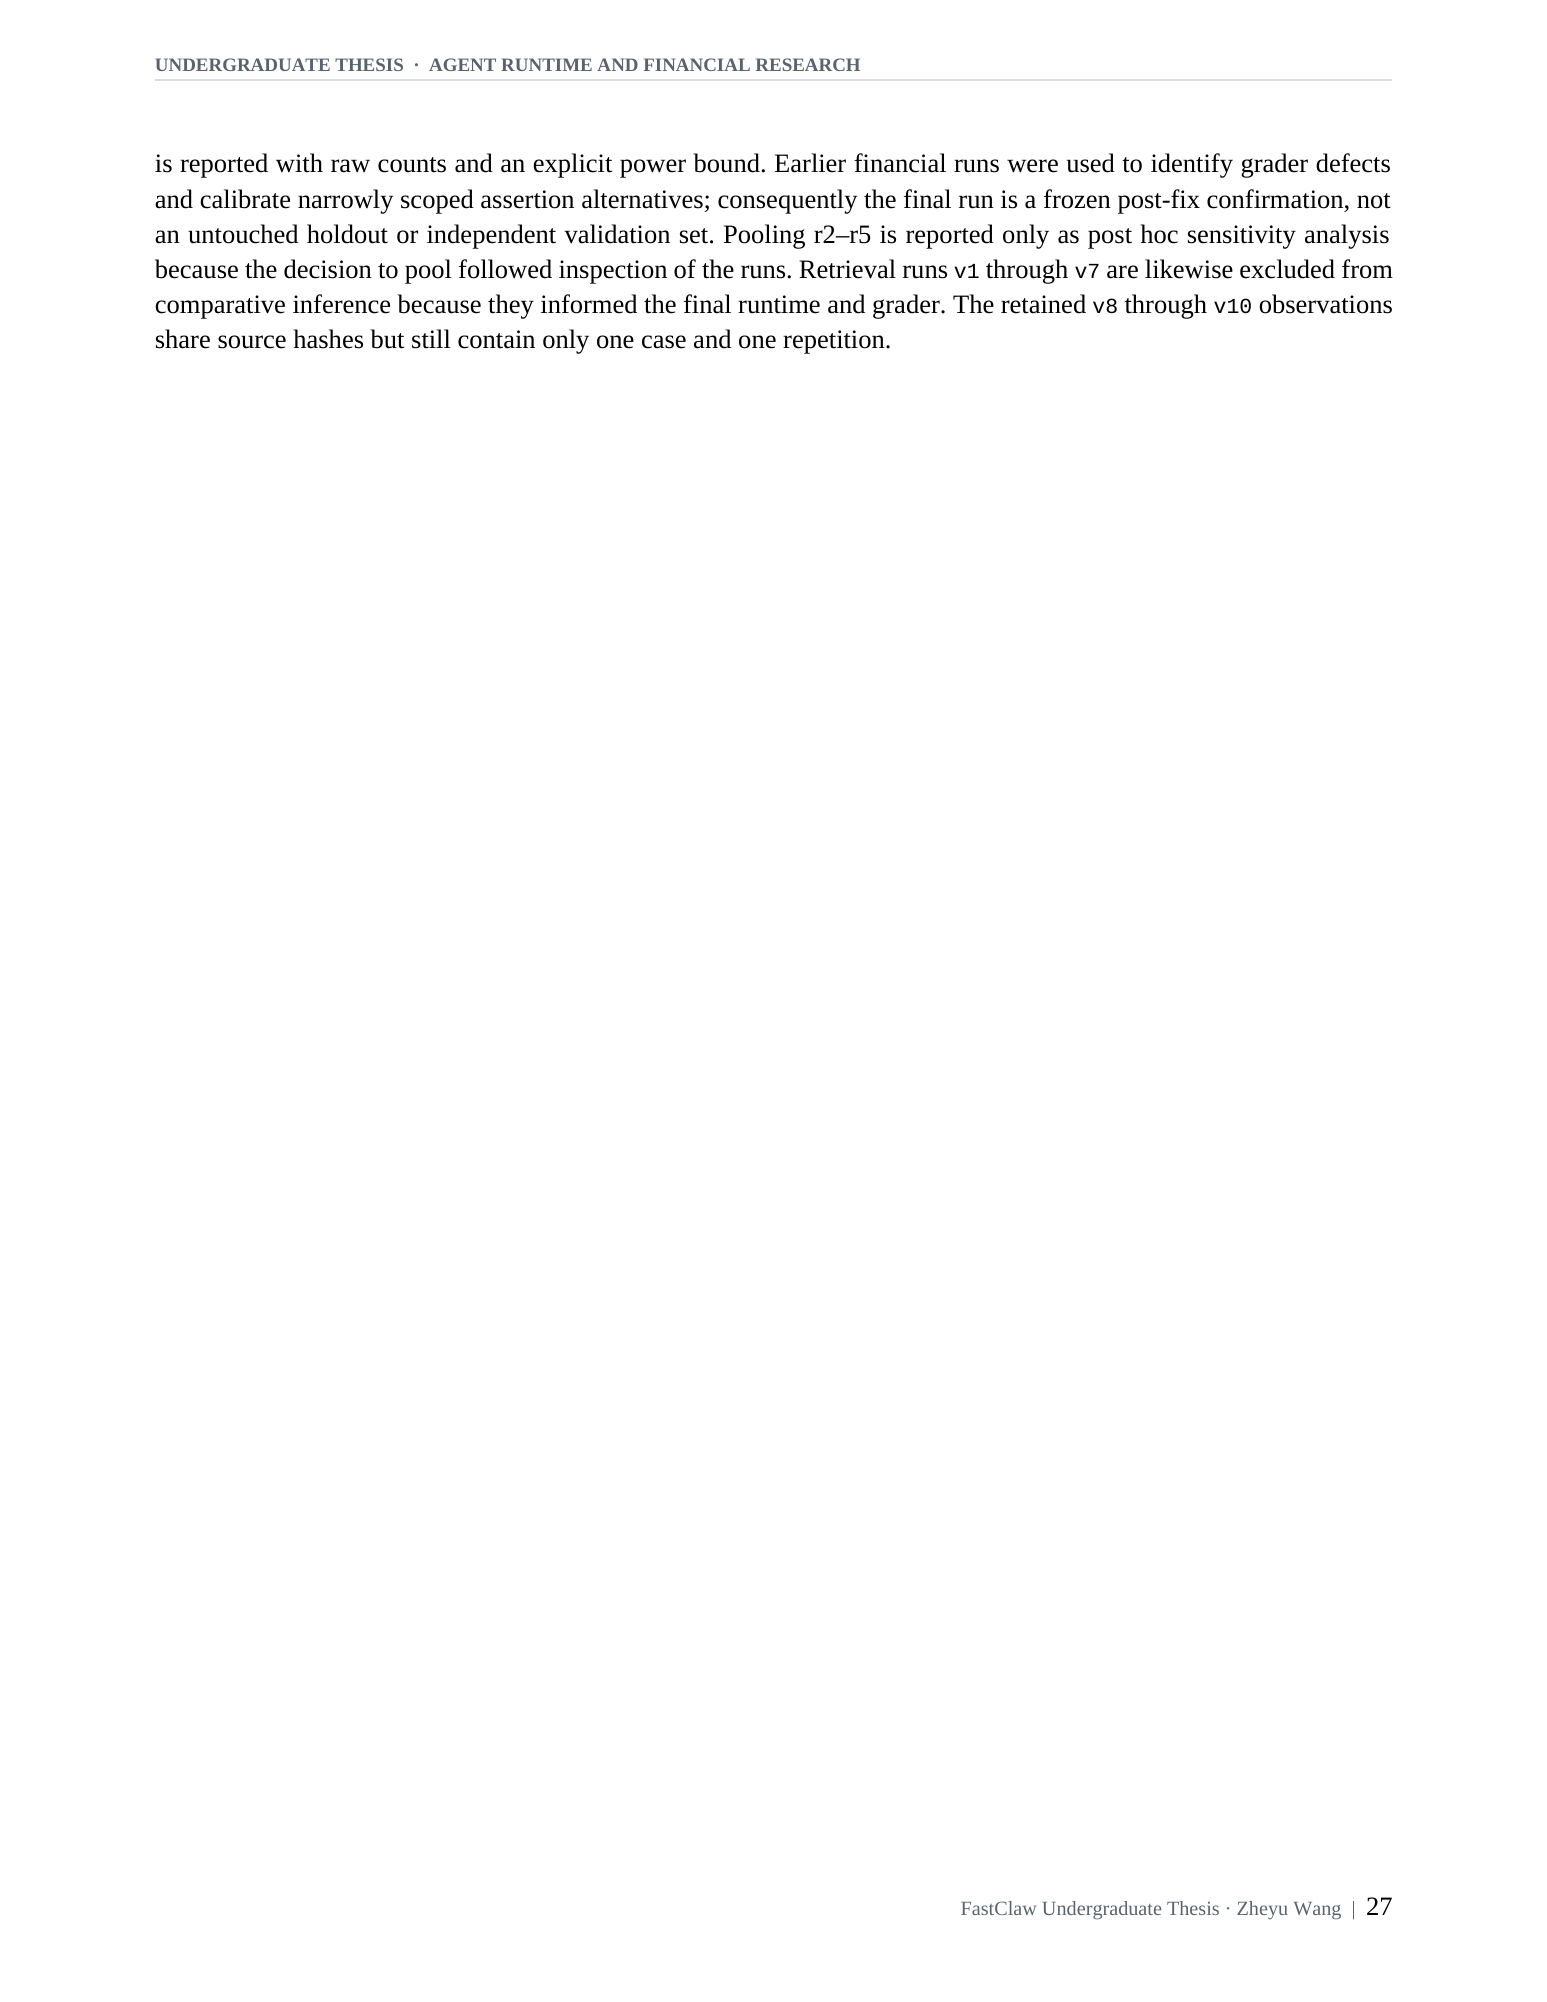 UNDERGRADUATE THESIS · AGENT RUNTIME AND FINANCIAL RESEARCH
is reported with raw counts and an explicit power bound. Earlier financial runs were used to identify grader defects
and calibrate narrowly scoped assertion alternatives; consequently the final run is a frozen post-fix confirmation, not
an untouched holdout or independent validation set. Pooling r2–r5 is reported only as post hoc sensitivity analysis
because the decision to pool followed inspection of the runs. Retrieval runs v1 through v7 are likewise excluded from
comparative inference because they informed the final runtime and grader. The retained v8 through v10 observations
share source hashes but still contain only one case and one repetition.
FastClaw Undergraduate Thesis · Zheyu Wang | 27